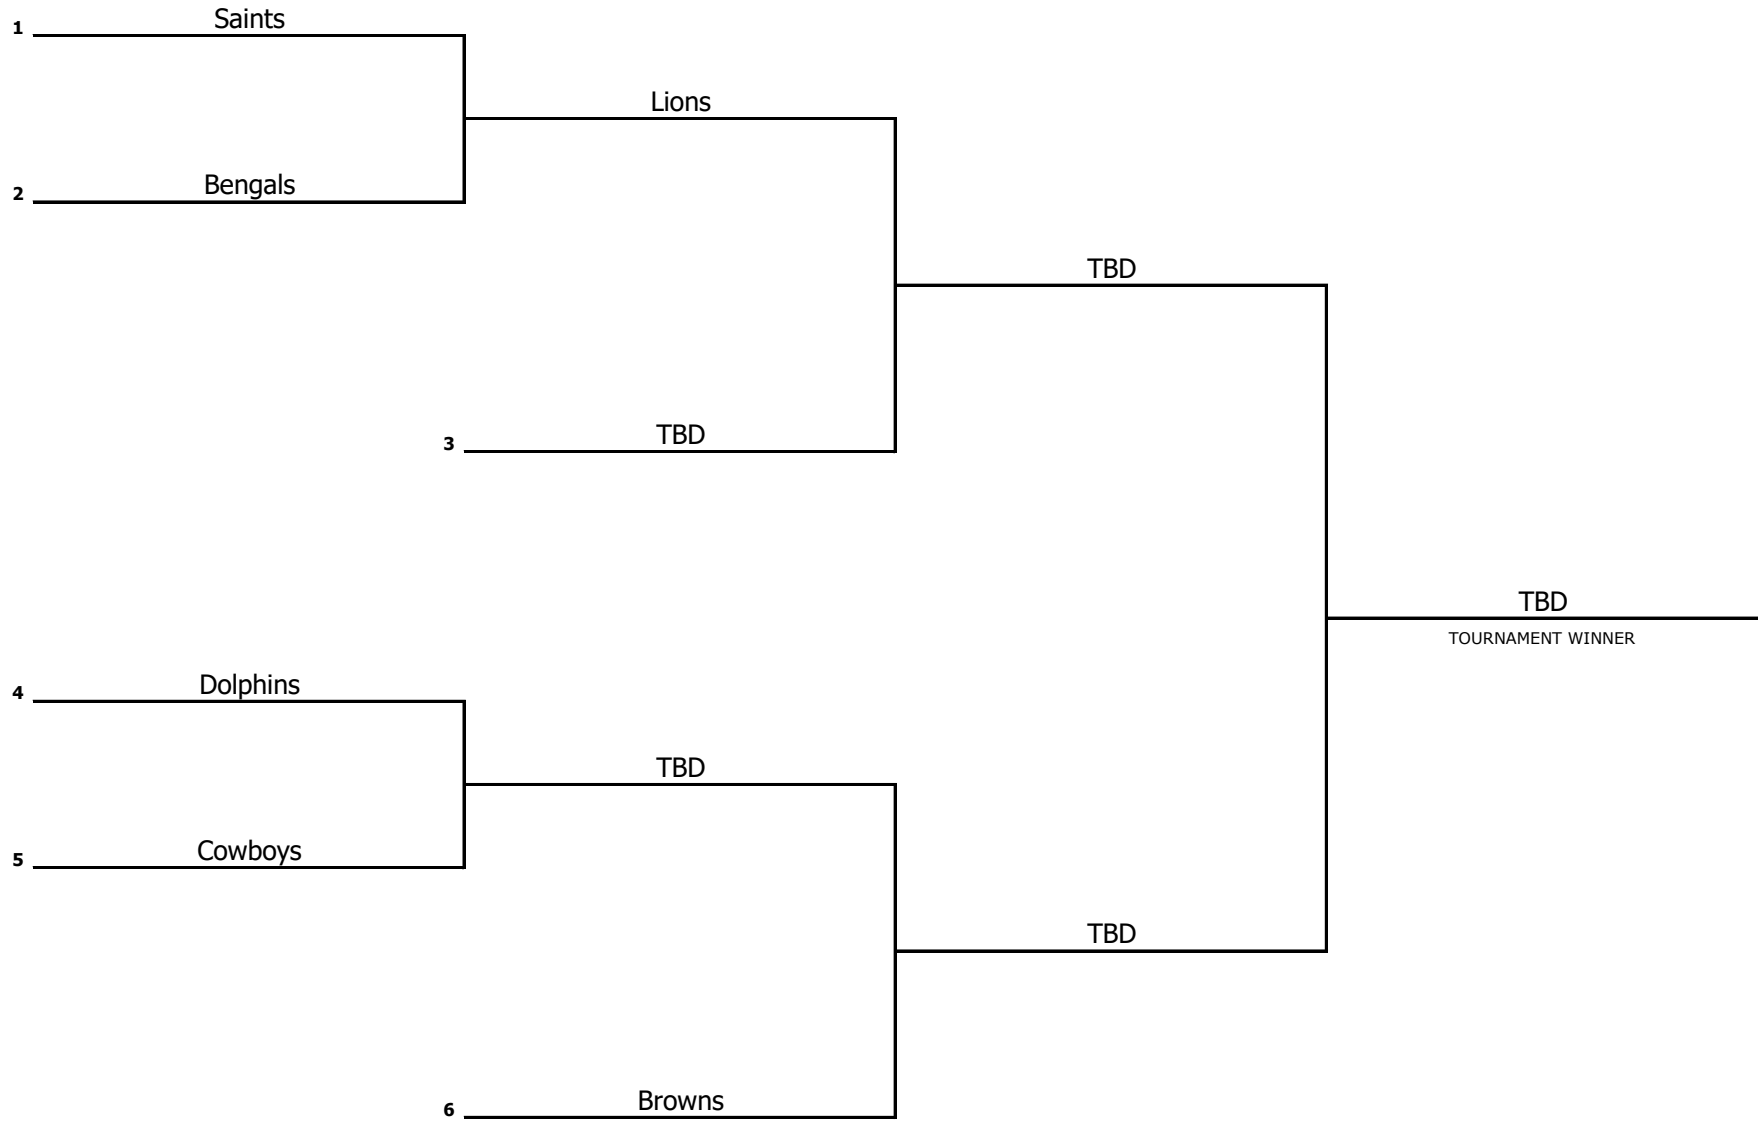 1 Saints
Lions
2 Bengals
TBD
3 TBD
TBD
TOURNAMENT WINNER
4 Dolphins
TBD
5 Cowboys
TBD
6 Browns